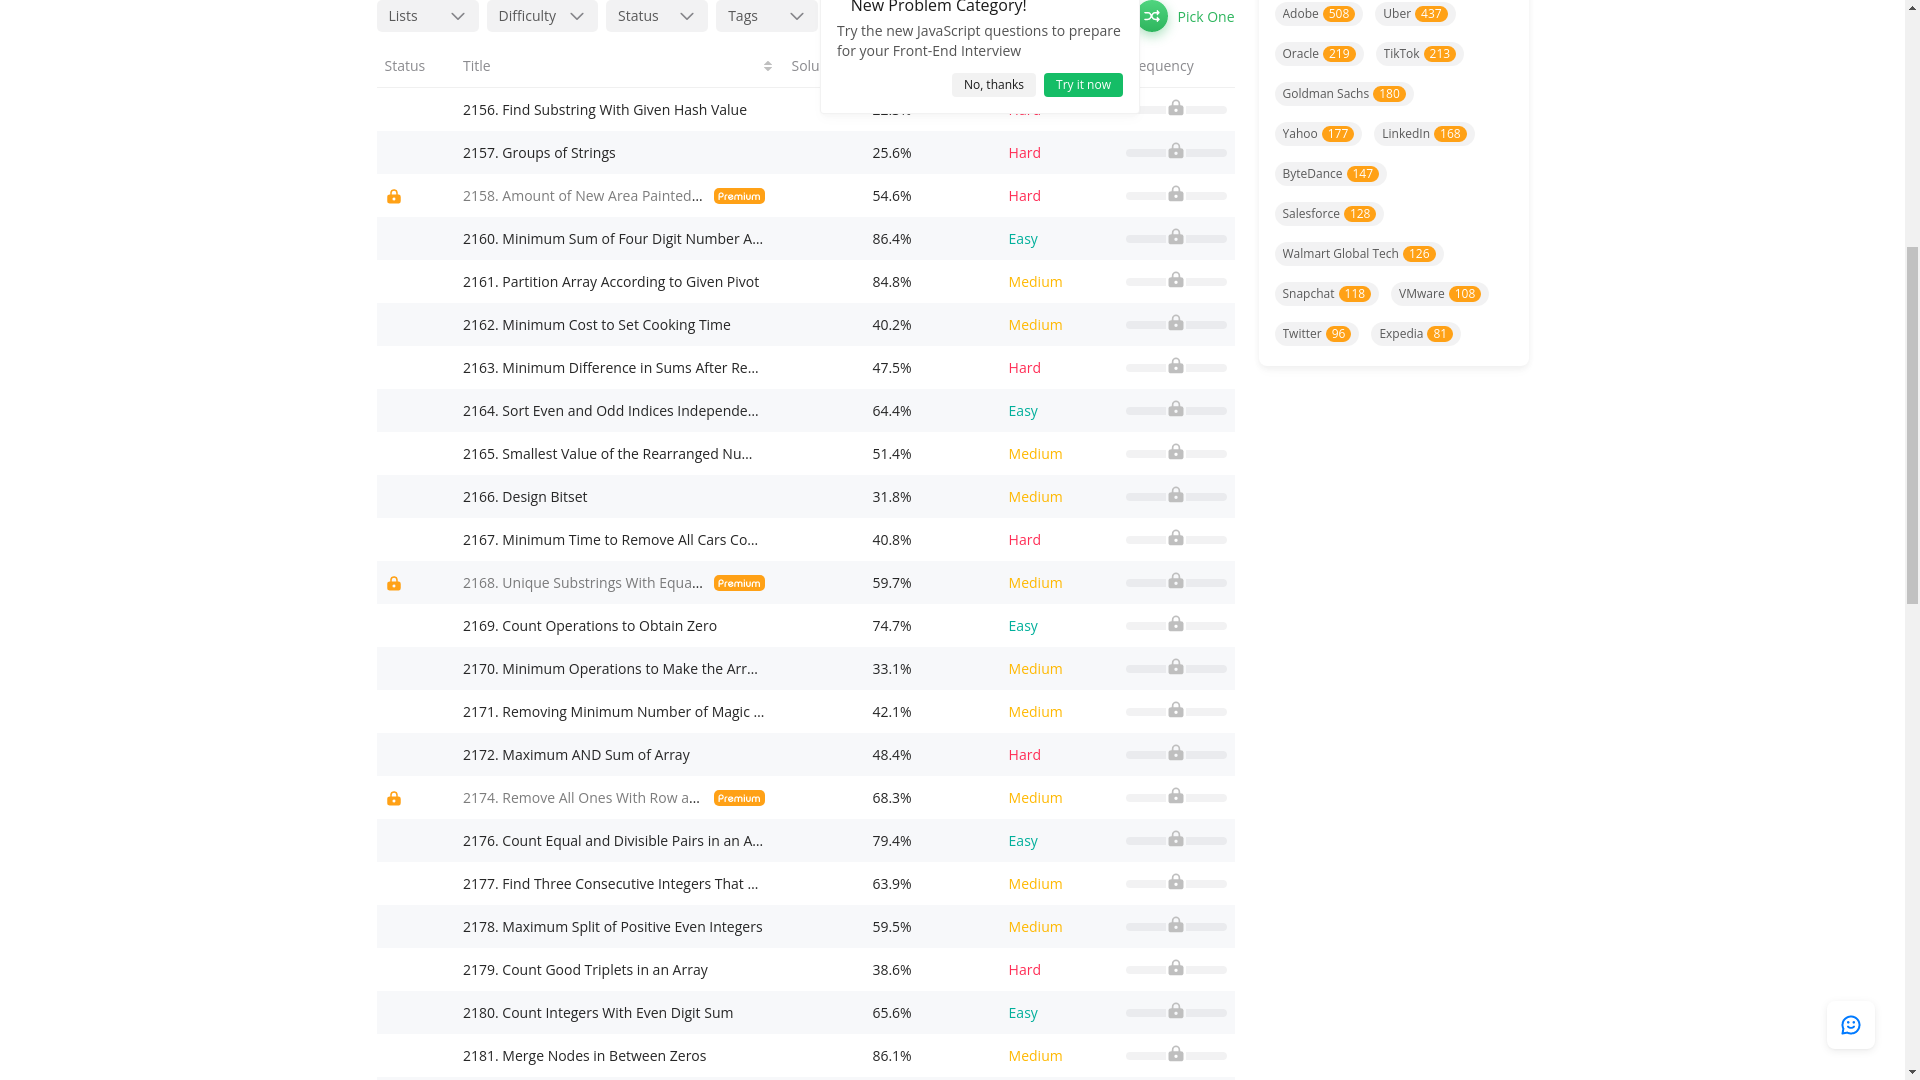 Lists
Difficulty
Status
Tags
New Problem Category!
Try the new JavaScript questions to prepare
for your Front-End Interview
No, thanks
Try it now
Pick One
Status
Title
2156. Find Substring With Given Hash Value
2157. Groups of Strings 25.6% Hard
2158. Amount of New Area Painted... Premium 54.6% Hard
2160. Minimum Sum of Four Digit Number A... 86.4% Easy
2161. Partition Array According to Given Pivot 84.8% Medium
2162. Minimum Cost to Set Cooking Time 40.2% Medium
2163. Minimum Difference in Sums After Re... 47.5% Hard
2164. Sort Even and Odd Indices Independe... 64.4% Easy
2165. Smallest Value of the Rearranged Nu... 51.4% Medium
2166. Design Bitset 31.8% Medium
2167. Minimum Time to Remove All Cars Co... 40.8% Hard
2168. Unique Substrings With Equa... Premium 59.7% Medium
2169. Count Operations to Obtain Zero 74.7% Easy
2170. Minimum Operations to Make the Arr... 33.1% Medium
2171. Removing Minimum Number of Magic ... 42.1% Medium
2172. Maximum AND Sum of Array 48.4% Hard
2174. Remove All Ones With Row a... Premium 68.3% Medium
2176. Count Equal and Divisible Pairs in an A... 79.4% Easy
2177. Find Three Consecutive Integers That ... 63.9% Medium
2178. Maximum Split of Positive Even Integers 59.5% Medium
2179. Count Good Triplets in an Array 38.6% Hard
2180. Count Integers With Even Digit Sum 65.6% Easy
2181. Merge Nodes in Between Zeros 86.1% Medium
Adobe 508 Uber 437
Oracle 219 TikTok 213
Goldman Sachs 180
Yahoo 177 LinkedIn 168
ByteDance 147
Salesforce 128
Walmart Global Tech 126
Snapchat 118 VMware 108
Twitter 96 Expedia 81